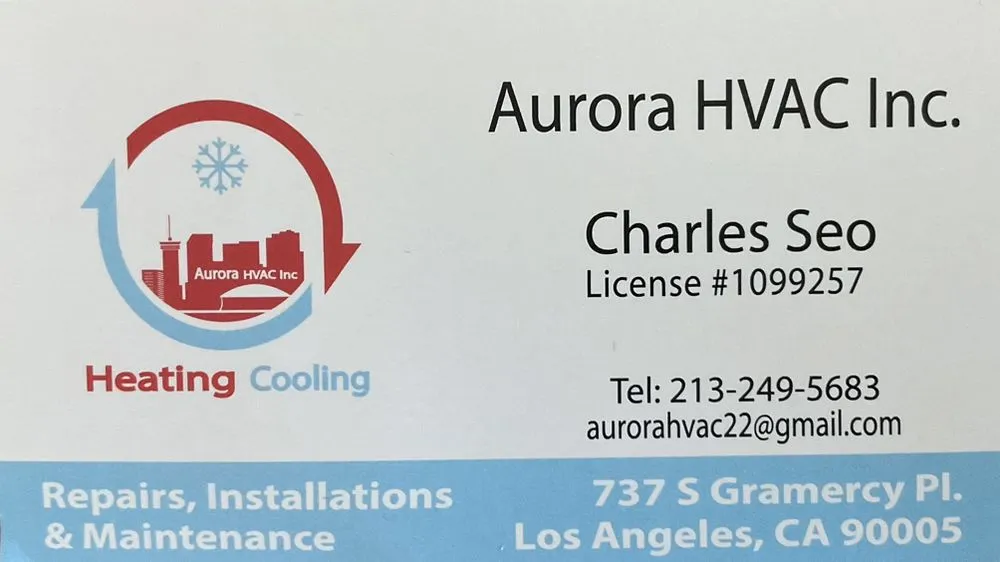 Aurora HVAC Inc.
Aurora HVAC Inc
Heating Cooling
Charles Seo
License #1099257
Tel: 213-249-5683
aurorahvac22@gmail.com
Repairs, Installations
& Maintenance
737 S Gramercy Pl.
Los Angeles, CA 90005